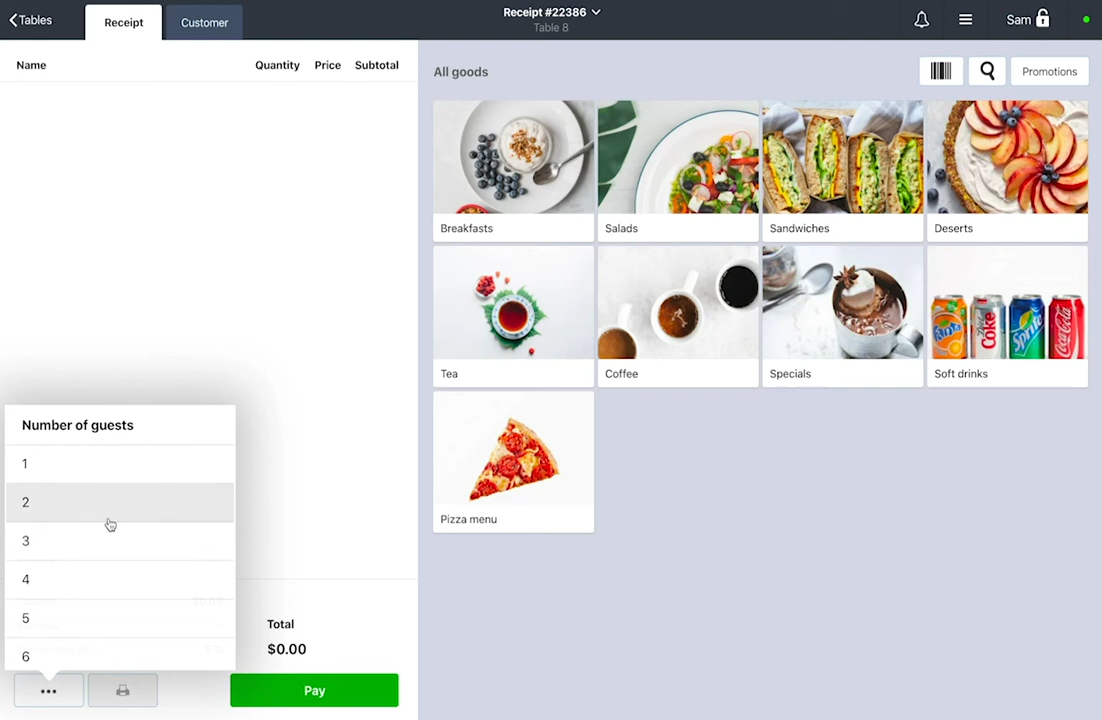 Tables
Receipt
Customer
Receipt #22386
Table 8
Sam
Name
Quantity
Price
Subtotal
All goods
Promotions
Breakfasts
Salads
Sandwiches
Deserts
Tea
Coffee
Specials
Soft drinks
Pizza menu
Number of guests
1
2
3
4
5
6
Total
$0.00
Pay